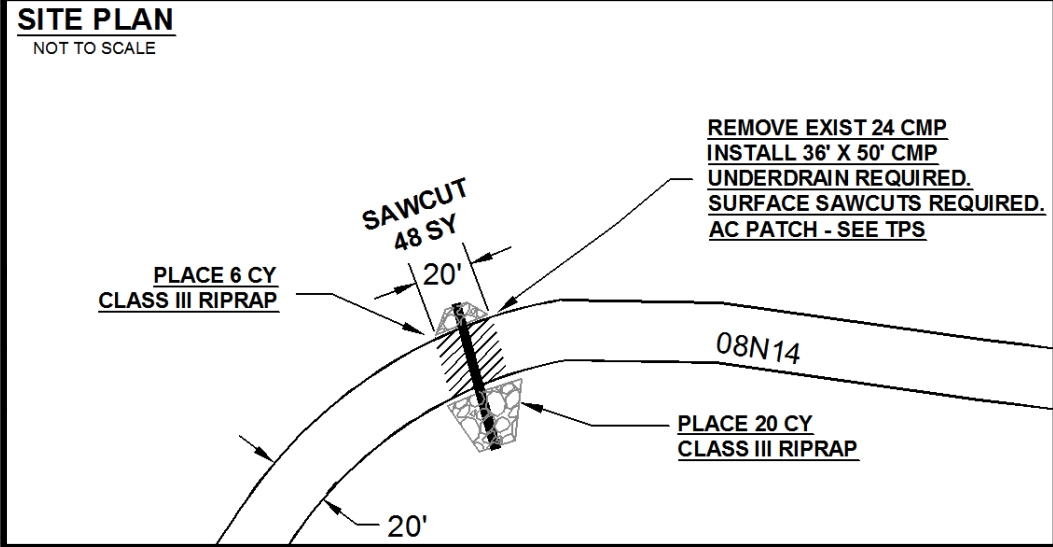 SITE PLAN
NOT TO SCALE
REMOVE EXIST 24 CMP
INSTALL 36' X 50' CMP
UNDERDRAIN REQUIRED.
SURFACE SAWCUTS REQUIRED.
AC PATCH - SEE TPS
SAWCUT
48 SY
20'
PLACE 6 CY
CLASS III RIPRAP
08N14
PLACE 20 CY
CLASS III RIPRAP
20'